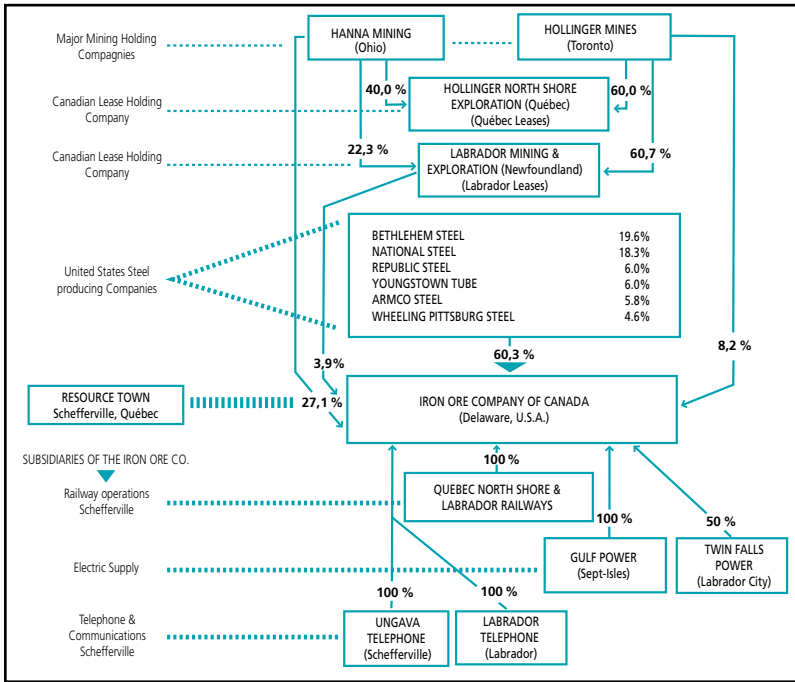 Major Mining Holding
Compagnies
HANNA MINING
(Ohio)
HOLLINGER MINES
(Toronto)
40,0 %
60,0 %
Canadian Lease Holding
Company
HOLLINGER NORTH SHORE
EXPLORATION (Québec)
(Québec Leases)
22,3 %
60,7 %
Canadian Lease Holding
Company
LABRADOR MINING &
EXPLORATION (Newfoundland)
(Labrador Leases)
United States Steel
producing Companies
BETHLEHEM STEEL 19.6%
NATIONAL STEEL 18.3%
REPUBLIC STEEL 6.0%
YOUNGSTOWN TUBE 6.0%
ARMCO STEEL 5.8%
WHEELING PITTSBURG STEEL 4.6%
3,9%
60,3 %
8,2 %
RESOURCE TOWN
Schefferville, Québec
27,1 %
IRON ORE COMPANY OF CANADA
(Delaware, U.S.A.)
SUBSIDIARIES OF THE IRON ORE CO.
100 %
Railway operations
Schefferville
QUEBEC NORTH SHORE &
LABRADOR RAILWAYS
100 %
50 %
Electric Supply
GULF POWER
(Sept-Isles)
TWIN FALLS
POWER
(Labrador City)
100 %
100 %
Telephone &
Communications
Schefferville
UNGAVA
TELEPHONE
(Schefferville)
LABRADOR
TELEPHONE
(Labrador)